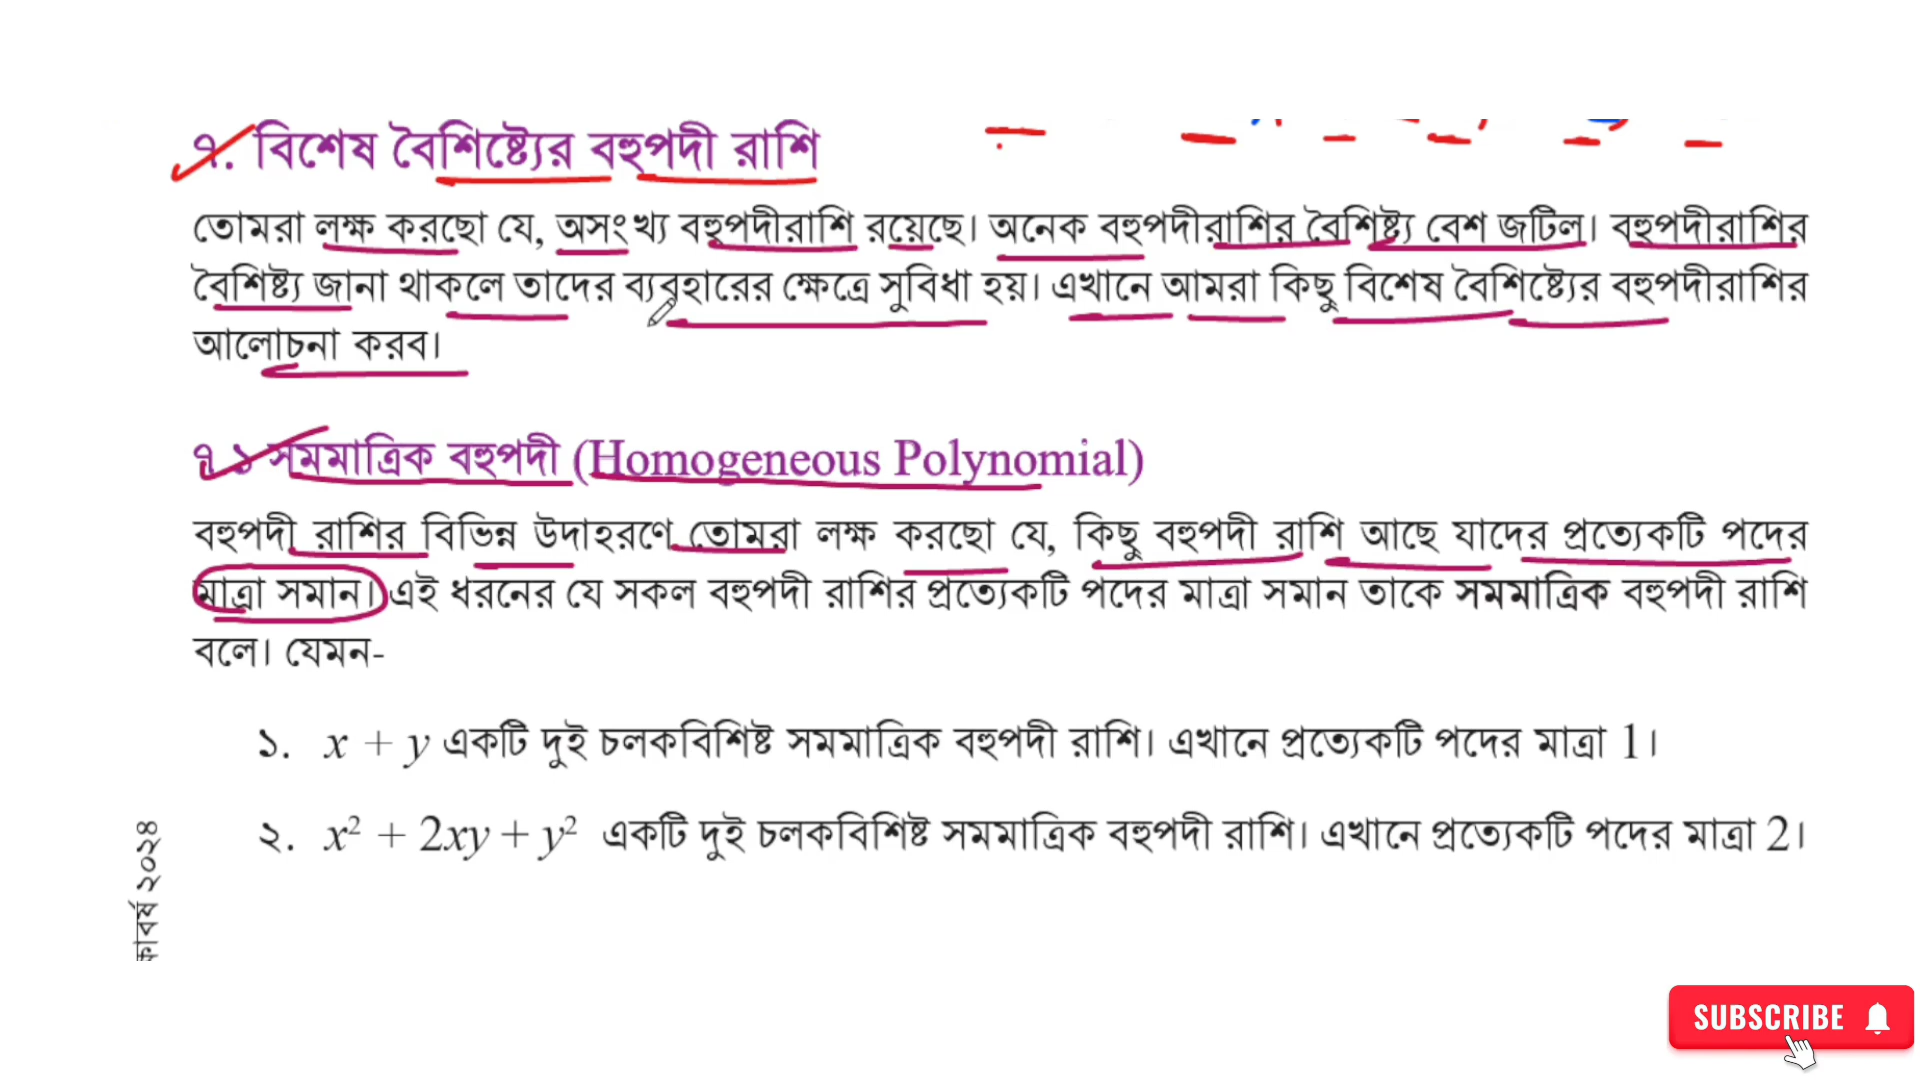 ৭. বিশেষ বৈশিষ্ট্যের বহুপদী রাশি
তোমরা লক্ষ করছো যে, অসংখ্য বহুপদীরাশি রয়েছে। অনেক বহুপদীরাশির বৈশিষ্ট্য বেশ জটিল। বহুপদীরাশির
বৈশিষ্ট্য জানা থাকলে তাদের ব্যবহারের ক্ষেত্রে সুবিধা হয়। এখানে আমরা কিছু বিশেষ বৈশিষ্ট্যের বহুপদীরাশির
আলোচনা করব।
৭.১ সমমাত্রিক বহুপদী (Homogeneous Polynomial)
বহুপদী রাশির বিভিন্ন উদাহরণে তোমরা লক্ষ করছো যে, কিছু বহুপদী রাশি আছে যাদের প্রত্যেকটি পদের
মাত্রা সমান। এই ধরনের যে সকল বহুপদী রাশির প্রত্যেকটি পদের মাত্রা সমান তাকে সমমাত্রিক বহুপদী রাশি
বলে। যেমন-
১. x + y একটি দুই চলকবিশিষ্ট সমমাত্রিক বহুপদী রাশি। এখানে প্রত্যেকটি পদের মাত্রা 1।
২. x² + 2xy + y² একটি দুই চলকবিশিষ্ট সমমাত্রিক বহুপদী রাশি। এখানে প্রত্যেকটি পদের মাত্রা 2।
২০২৪
SUBSCRIBE